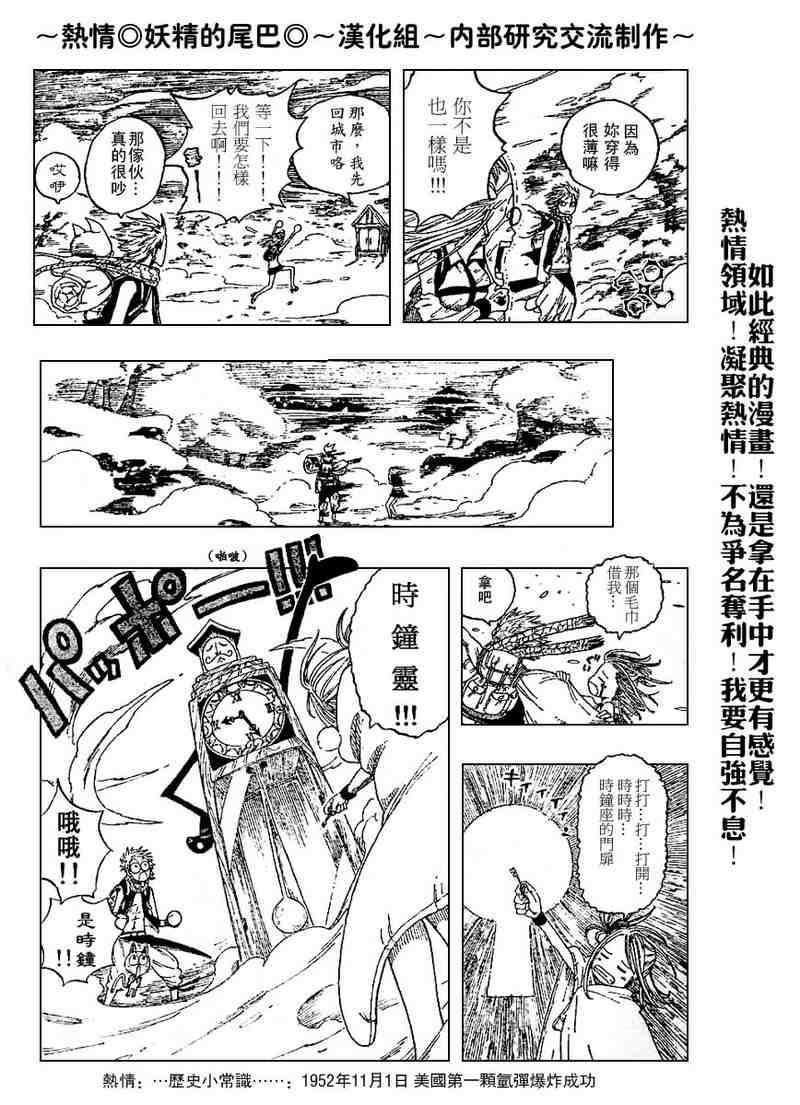 ～熱情◎妖精的尾巴◎～漢化組～内部研究交流制作～
因為
妳穿得
很薄嘛
你不是
也一樣嗎!!!
那麼，我先
回城市咯
等一下!!
我們要怎樣
回去啊!!
那傢伙…
真的很吵
哎咿
那個毛巾
借我…
拿吧
打打…打…打開…
時時時…
時鐘座的門扉
キィィィ
時鐘靈!!!
（啪啵）
パッポー!!!
哦哦!!
是時鐘!!
如此經典的漫畫！還是拿在手中才更有感覺！
熱情領域！凝聚熱情！不為爭名奪利！我要自強不息！
熱情：…歷史小常識……：1952年11月1日 美國第一顆氫彈爆炸成功